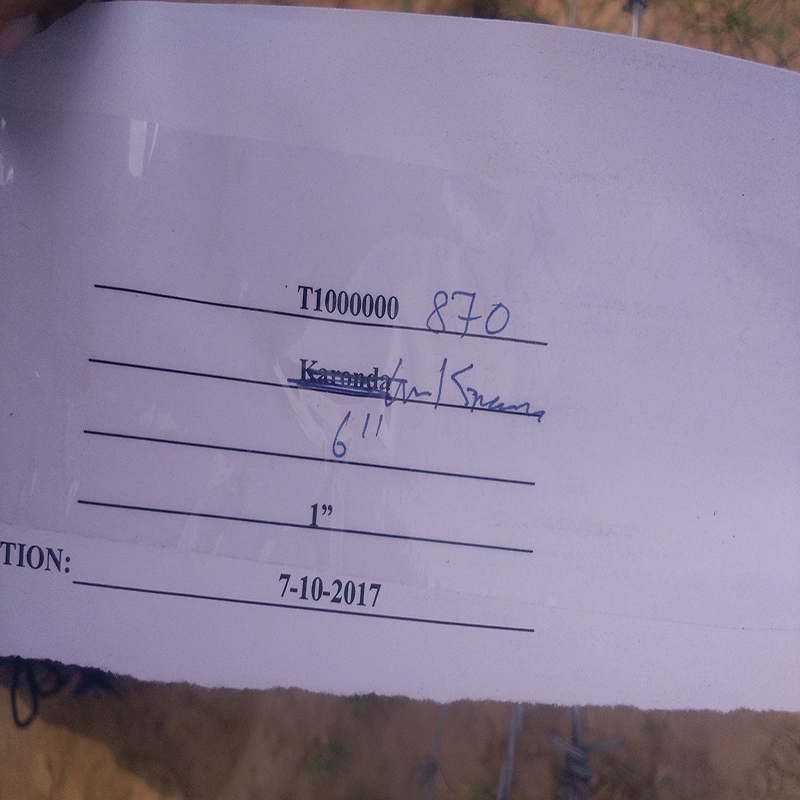 T1000000 870
Karonda
6"
1”
TION: 7-10-2017